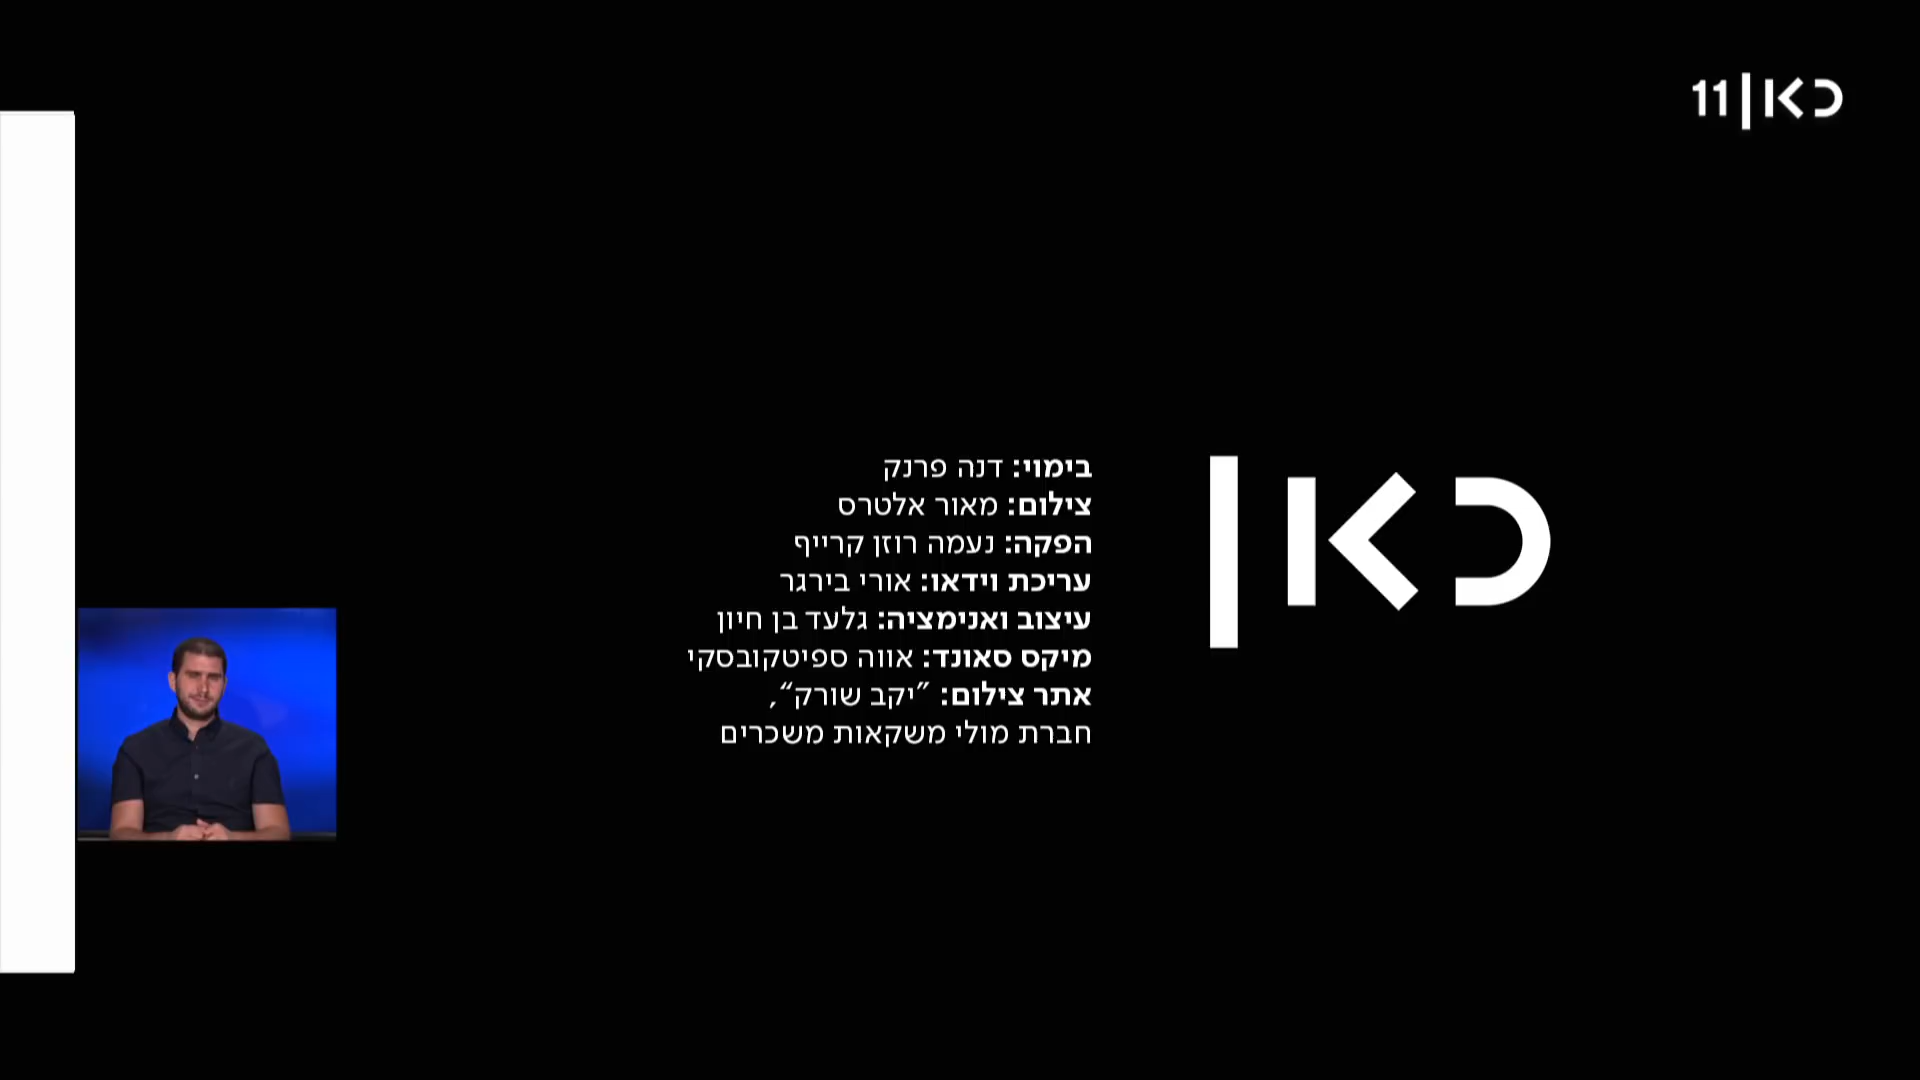 כאן 11
כאן
בימוי: דנה פרנק
צילום: מאור אלטרס
הפקה: נעמה רוזן קרייף
עריכת וידאו: אורי בירגר
עיצוב ואנימציה: גלעד בן חיון
מיקס סאונד: אווה ספיטקובסקי
אתר צילום: ”יקב שורק“,
חברת מולי משקאות משכרים